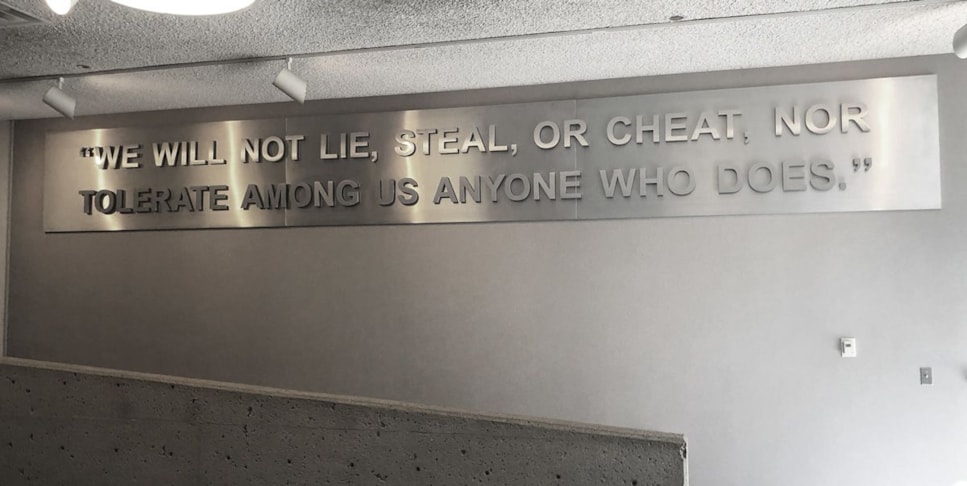 “WE WILL NOT LIE, STEAL, OR CHEAT, NOR
TOLERATE AMONG US ANYONE WHO DOES.”